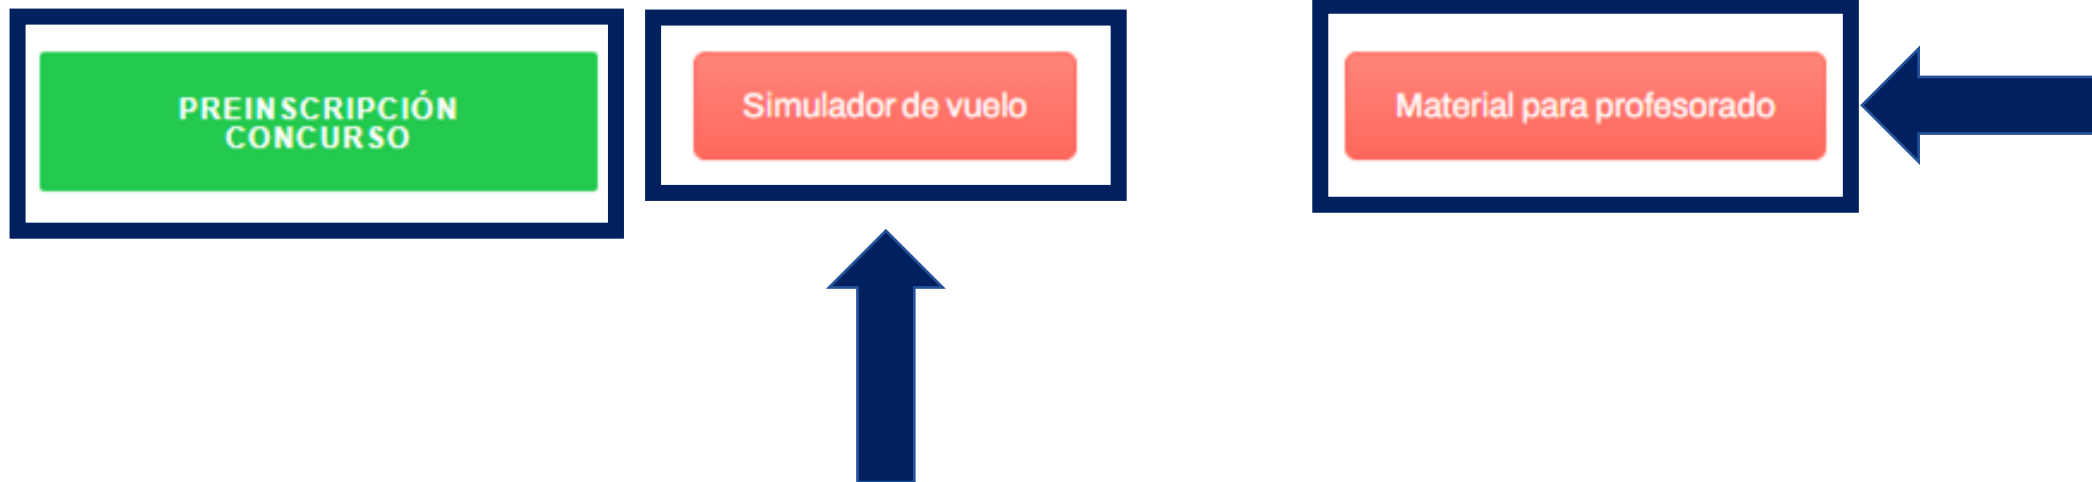 PREINSCRIPCIÓN
CONCURSO
Simulador de vuelo
Material para profesorado